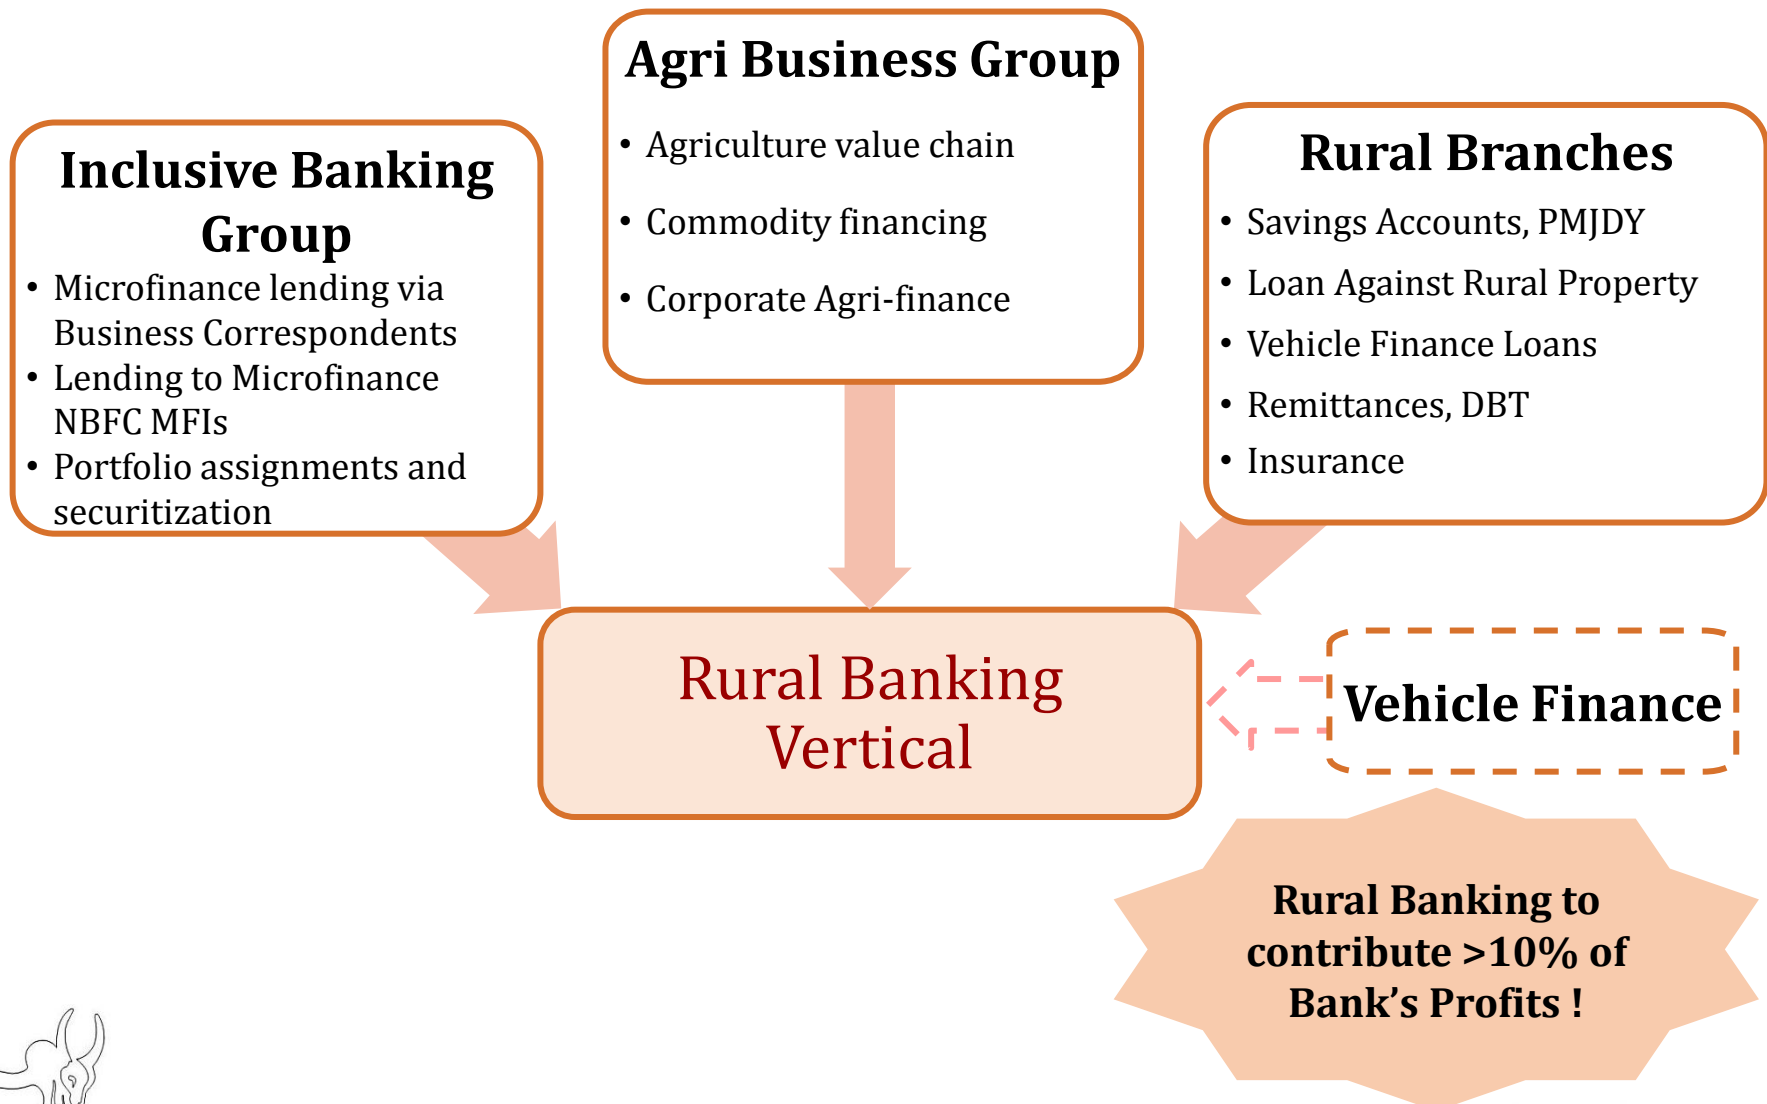 Inclusive Banking
Group
• Microfinance lending via
Business Correspondents
• Lending to Microfinance
NBFC MFIs
• Portfolio assignments and
securitization
Agri Business Group
• Agriculture value chain
• Commodity financing
• Corporate Agri-finance
Rural Branches
• Savings Accounts, PMJDY
• Loan Against Rural Property
• Vehicle Finance Loans
• Remittances, DBT
• Insurance
Rural Banking
Vertical
Vehicle Finance
Rural Banking to
contribute >10% of
Bank’s Profits !